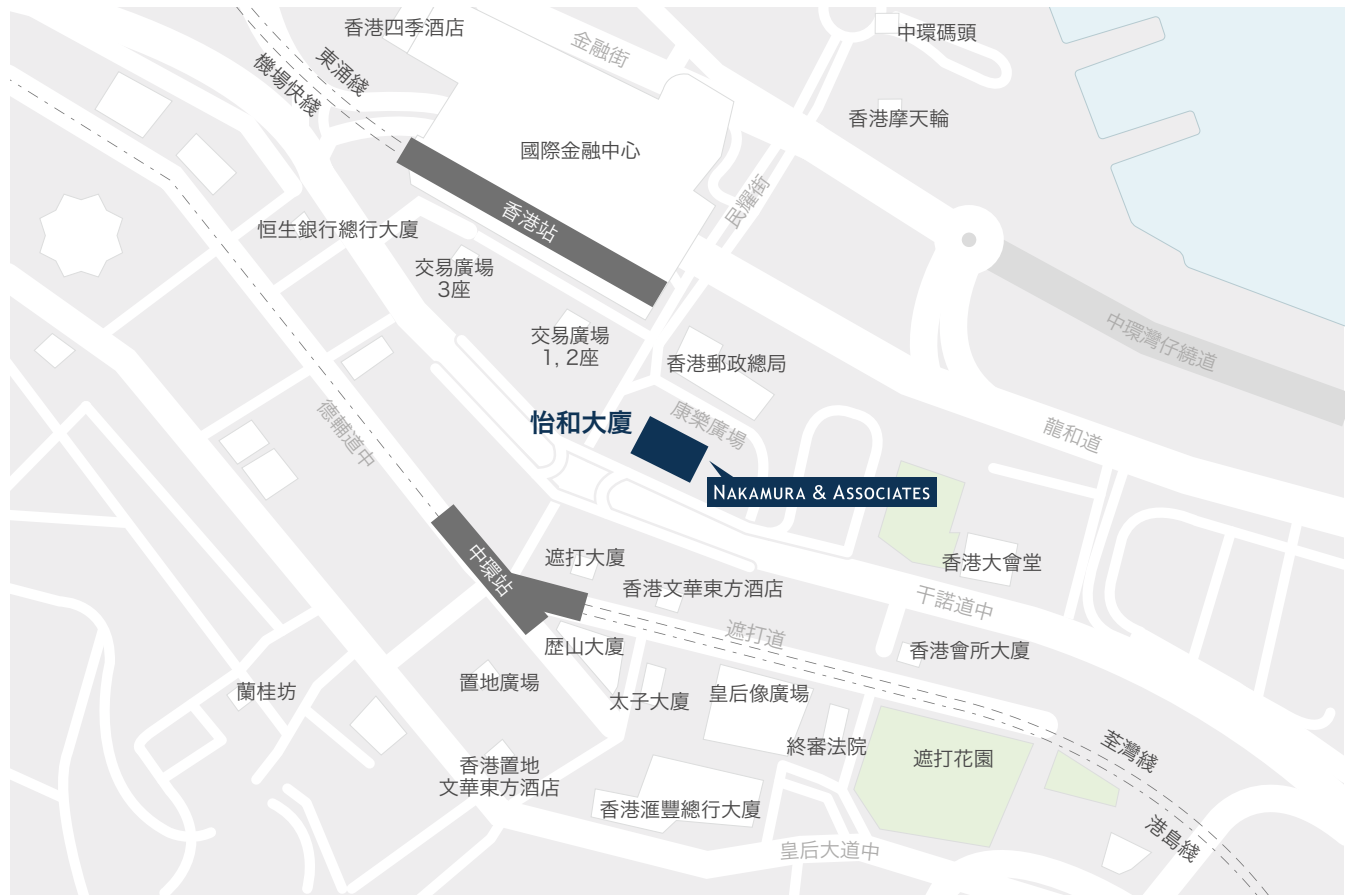 香港四季酒店
金融街
中環碼頭
東涌綫
機場快綫
香港摩天輪
國際金融中心
民耀街
香港站
恒生銀行總行大廈
交易廣場
3座
交易廣場
1, 2座
中環灣仔繞道
香港郵政總局
康樂廣場
怡和大廈
德輔道中
龍和道
NAKAMURA & ASSOCIATES
中環站
遮打大廈
香港大會堂
香港文華東方酒店
干諾道中
遮打道
歷山大廈
香港會所大廈
置地廣場
蘭桂坊
太子大廈
皇后像廣場
終審法院
遮打花園
荃灣綫
香港置地
文華東方酒店
香港滙豐總行大廈
港島綫
皇后大道中